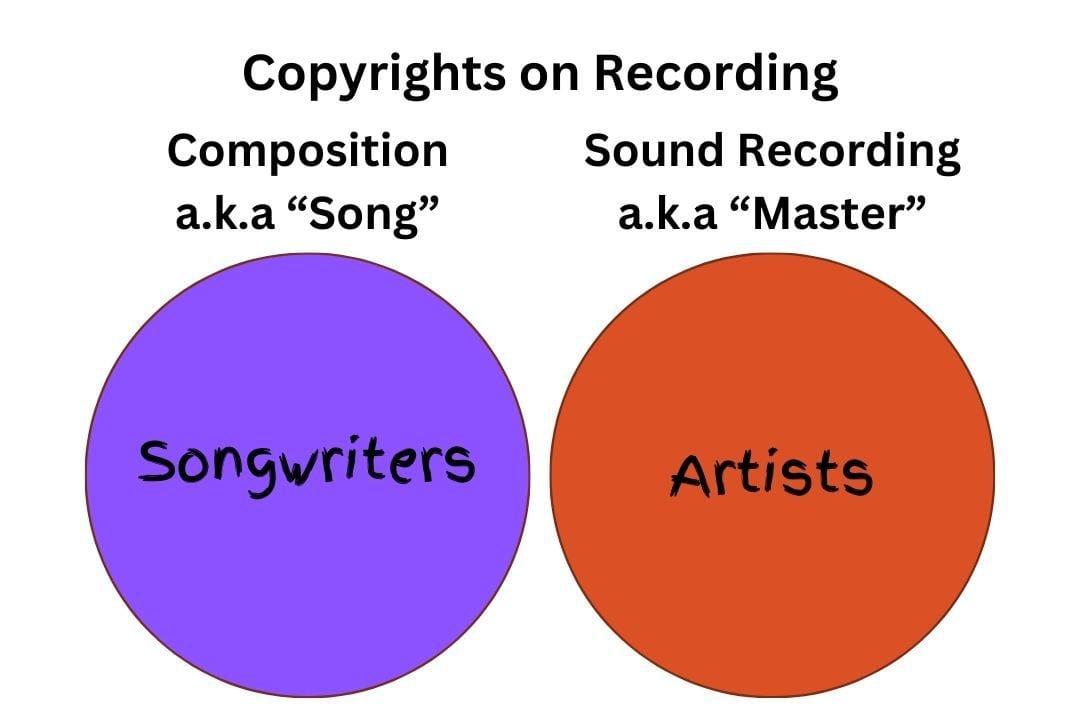 Copyrights on Recording
Composition
a.k.a “Song”
Sound Recording
a.k.a “Master”
Songwriters
Artists